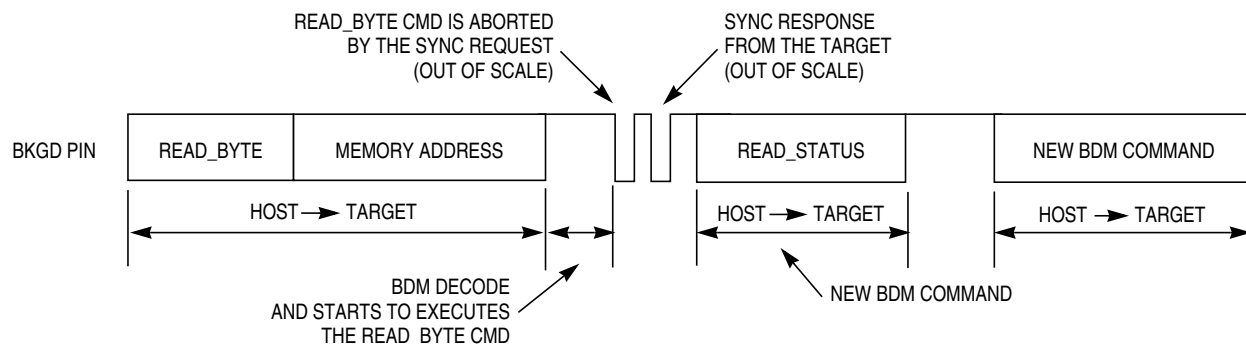 READ_BYTE CMD IS ABORTED
BY THE SYNC REQUEST
(OUT OF SCALE)
SYNC RESPONSE
FROM THE TARGET
(OUT OF SCALE)
BKGD PIN
READ_BYTE
MEMORY ADDRESS
READ_STATUS
NEW BDM COMMAND
HOST TARGET
HOST TARGET
HOST TARGET
BDM DECODE
AND STARTS TO EXECUTES
THE READ_BYTE CMD
NEW BDM COMMAND